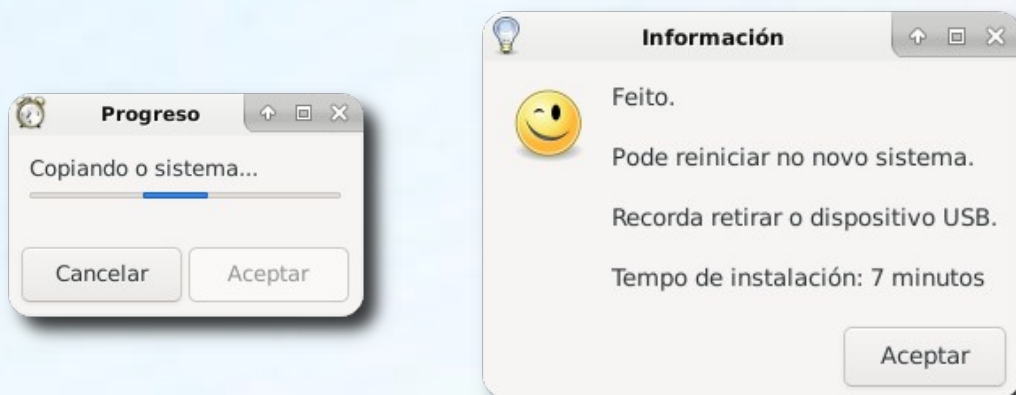 Progreso
Copiando o sistema...
Cancelar
Aceptar
Información
Feito.
Pode reiniciar no novo sistema.
Recorda retirar o dispositivo USB.
Tempo de instalación: 7 minutos
Aceptar